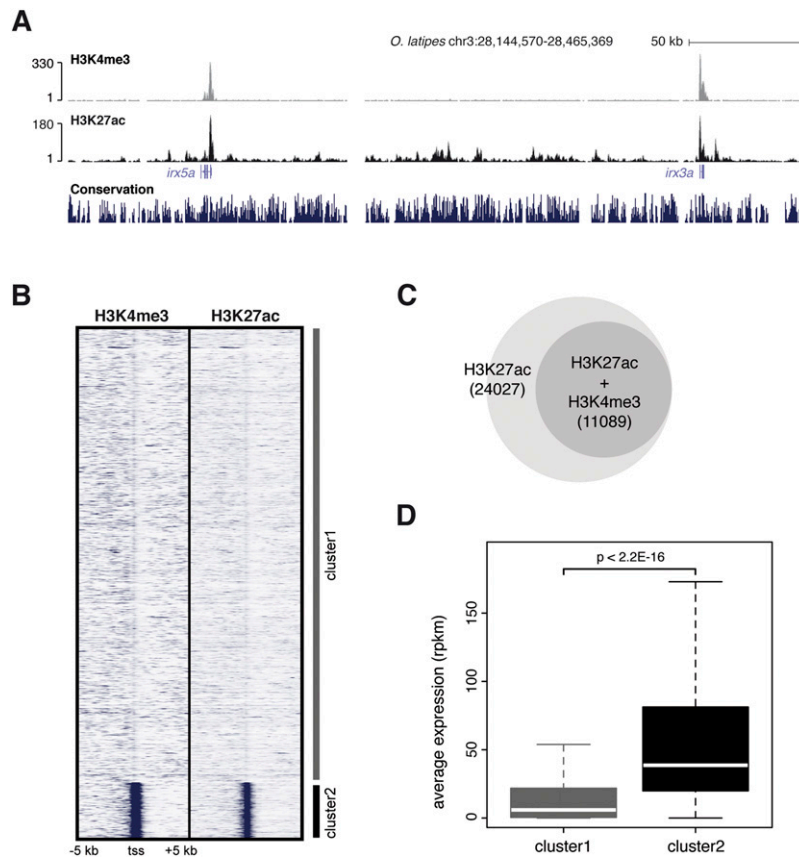 A
O. latipes chr3:28,144,570-28,465,369
50 kb
H3K4me3
330
1
H3K27ac
180
1
irx5a
irx3a
Conservation
B
H3K4me3
H3K27ac
cluster1
cluster2
-5 kb
tss
+5 kb
C
H3K27ac
(24027)
H3K27ac
+
H3K4me3
(11089)
D
p < 2.2E-16
average expression (rpkm)
150
100
50
0
cluster1
cluster2